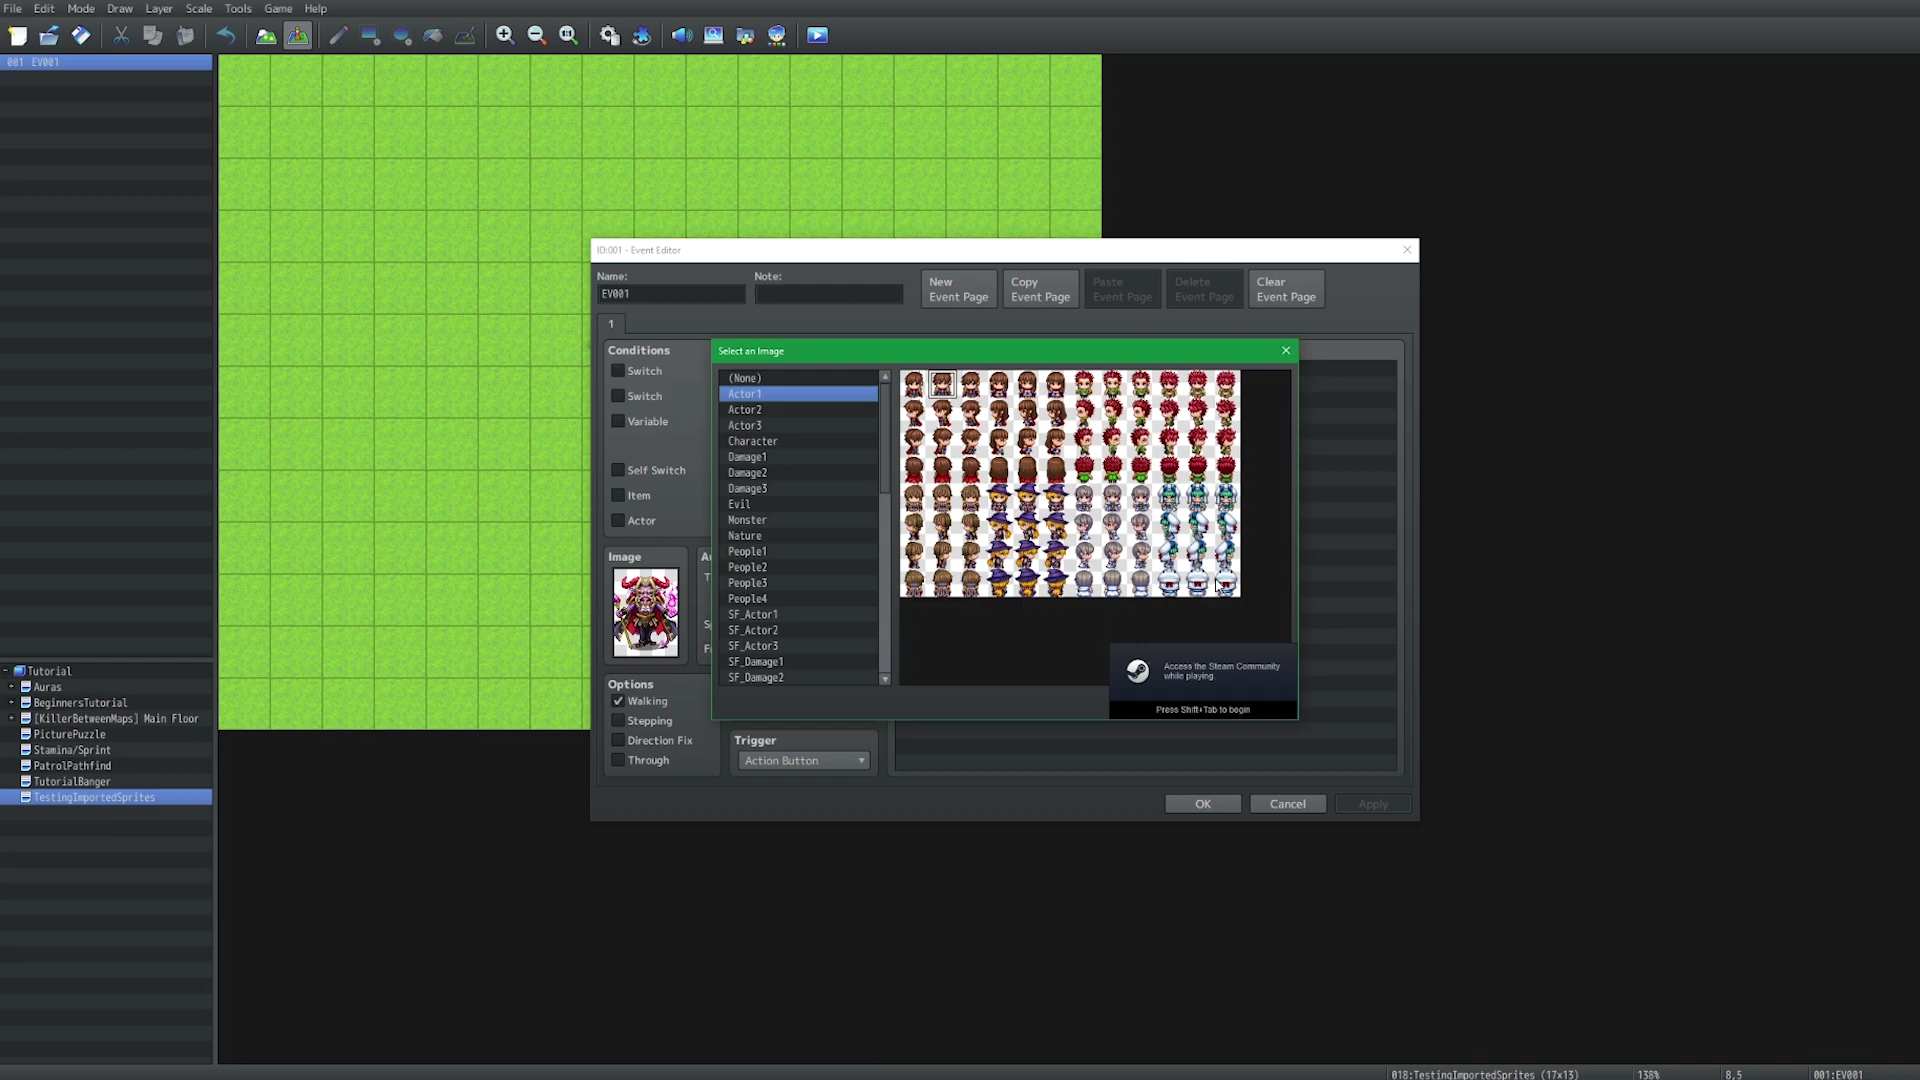 File Edit Mode Draw Layer Scale Tools Game Help
001 EV001
ID:001 - Event Editor
Name:
Note:
EV001
New
Event Page
Copy
Event Page
Paste
Event Page
Delete
Event Page
Clear
Event Page
1
Conditions
Switch
Switch
Variable
Self Switch
Item
Actor
Image
Options
Walking
Stepping
Direction Fix
Through
Trigger
Action Button
Select an Image
(None)
Actor1
Actor2
Actor3
Character
Damage1
Damage2
Damage3
Evil
Monster
Nature
People1
People2
People3
People4
SF_Actor1
SF_Actor2
SF_Actor3
SF_Damage1
SF_Damage2
Access the Steam Community
while playing.
Press Shift+Tab to begin
OK
Cancel
Apply
Tutorial
Auras
BeginnersTutorial
[KillerBetweenMaps] Main Floor
PicturePuzzle
Stamina/Sprint
PatrolPathfind
TutorialBanger
TestingImportedSprites
018:TestingImportedSprites (17x13)
138%
8,5
001:EV001